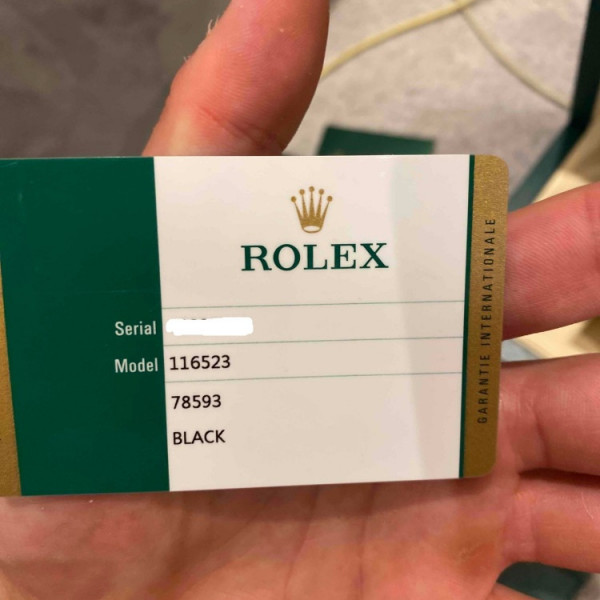 ROLEX
Serial
Model 116523
78593
BLACK
GARANTIE INTERNATIONALE